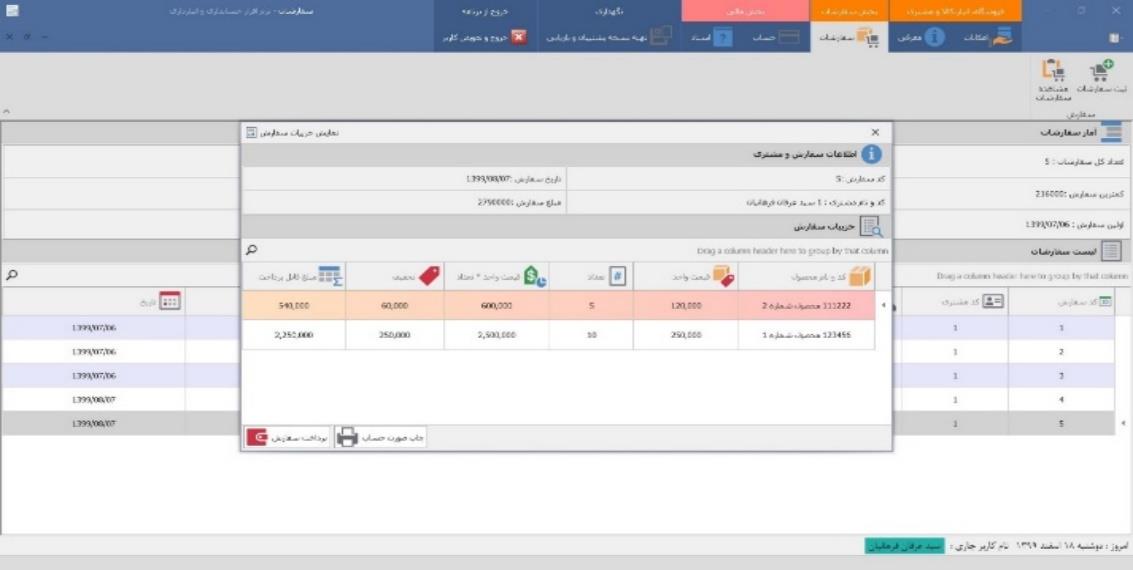 سفارشات - نرم افزار حسابداری و انبارداری
خروج از برنامه
نگهداری
بخش مالی
بخش سفارشات
فروشگاه، انبار، کالا و مشتری
خروج و تعویض کاربر
تهیه نسخه پشتیبان و بازیابی
اسناد
حساب
سفارشات
معرفی
امکانات
ثبت سفارشات
مشاهده سفارشات
سفارش
آمار سفارشات
تعداد کل سفارشات : 5
کمترین سفارش :216000
اولین سفارش : 1399/07/06
لیست سفارشات
Drag a column header here to group by that column
کد سفارش
کد مشتری
تاریخ
1 1 1399/07/06
2 1 1399/07/06
3 1 1399/07/06
4 1 1399/08/07
5 1 1399/08/07
نمایش جزییات سفارش
اطلاعات سفارش و مشتری
کد سفارش :5
تاریخ سفارش :1399/08/07
کد و نام مشتری : 1 سید عرفان فرهانیان
مبلغ سفارش :2790000
جزییات سفارش
Drag a column header here to group by that column
کد و نام محصول
قیمت واحد
تعداد
قیمت واحد * تعداد
تخفیف
مبلغ قابل پرداخت
111222 محصول شماره 2 120,000 5 600,000 60,000 540,000
123456 محصول شماره 1 250,000 10 2,500,000 250,000 2,250,000
چاپ صورت حساب
پرداخت سفارش
امروز : دوشنبه ۱۸ اسفند ۱۳۹۹ نام کاربر جاری : سید عرفان فرهانیان